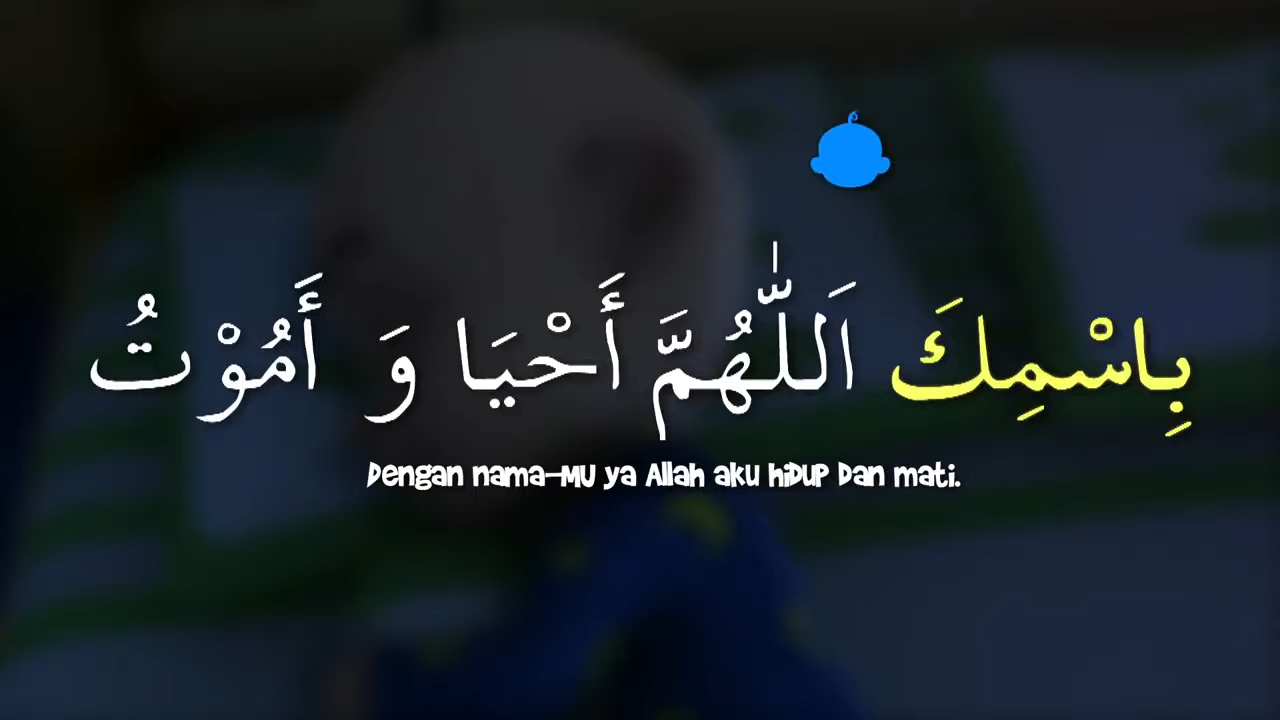 بِاسْمِكَ اَللّٰهُمَّ أَحْيَا وَ أَمُوْتُ
Dengan nama-MU ya Allah aku hiDUP Dan mati.